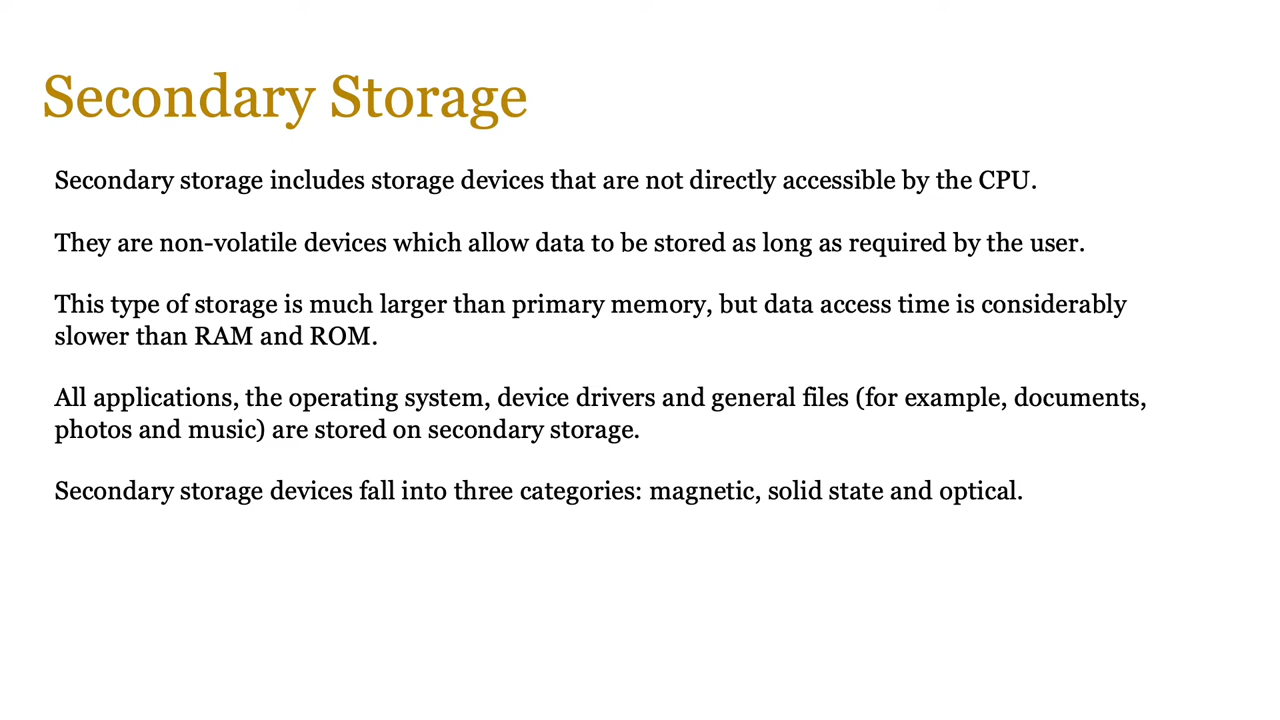 Secondary Storage
Secondary storage includes storage devices that are not directly accessible by the CPU.
They are non-volatile devices which allow data to be stored as long as required by the user.
This type of storage is much larger than primary memory, but data access time is considerably
slower than RAM and ROM.
All applications, the operating system, device drivers and general files (for example, documents,
photos and music) are stored on secondary storage.
Secondary storage devices fall into three categories: magnetic, solid state and optical.